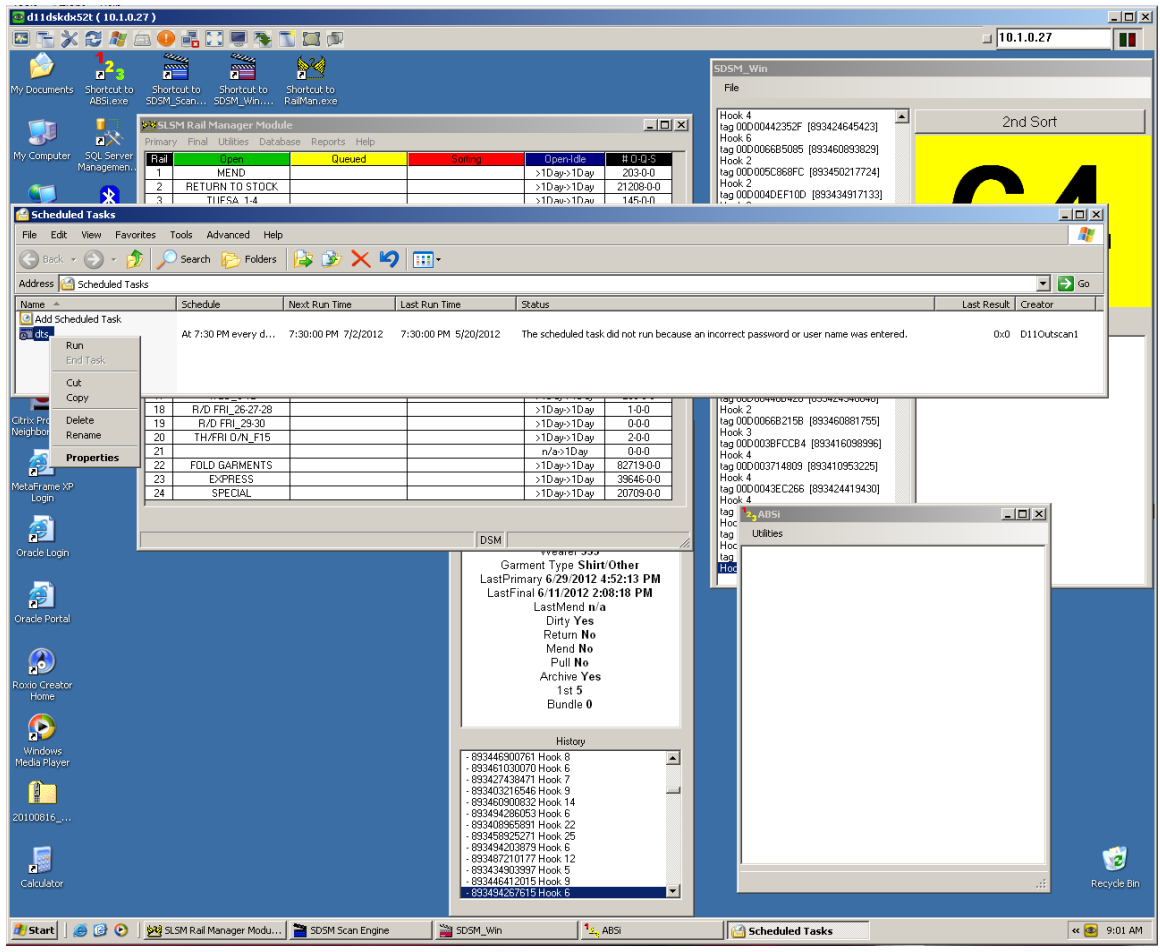 d11dskdx52t ( 10.1.0.27 )
10.1.0.27
My Documents
Shortcut to ABSi.exe
Shortcut to SDSM_Scan...
Shortcut to SDSM_Win....
Shortcut to RailMan.exe
My Computer
SQL Server Managemen...
SLSM Rail Manager Module
Primary Final Utilities Database Reports Help
Rail Open Queued Sorting Open-Idle # O-Q-S
1 MEND >1Day->1Day 203-0-0
2 RETURN TO STOCK >1Day->1Day 21208-0-0
3 TUESA_1-4 >1Day->1Day 145-0-0
SDSM_Win
File
Hook 4
tag 00D00442352F [893424645423]
Hook 6
tag 00D0066B5085 [893460893829]
Hook 2
tag 00D005C868FC [893450217724]
Hook 2
tag 00D004DEF10D [893434917133]
2nd Sort
Scheduled Tasks
File Edit View Favorites Tools Advanced Help
Back Search Folders
Address Scheduled Tasks Go
Name Schedule Next Run Time Last Run Time Status Last Result Creator
Add Scheduled Task
dts At 7:30 PM every d... 7:30:00 PM 7/2/2012 7:30:00 PM 5/20/2012 The scheduled task did not run because an incorrect password or user name was entered. 0x0 D11Outscan1
Run
End Task
Cut
Copy
Delete
Rename
Properties
18 R/D FRI_26-27-28 >1Day->1Day 1-0-0
19 R/D FRI_29-30 >1Day->1Day 0-0-0
20 TH/FRI O/N_F15 >1Day->1Day 2-0-0
21 n/a->1Day 0-0-0
22 FOLD GARMENTS >1Day->1Day 82719-0-0
23 EXPRESS >1Day->1Day 39646-0-0
24 SPECIAL >1Day->1Day 20709-0-0
DSM
Hook 2
tag 00D0066B215B [893460881755]
Hook 3
tag 00D003BFCCB4 [893416098996]
Hook 4
tag 00D003714809 [893410953225]
Hook 4
tag 00D0043EC266 [893424419430]
Hook 4
tag
Hoo
tag
Hoo
tag
Hoo
ABSi
Utilities
Citrix Pro
Neighbor
MetaFrame XP Login
Oracle Login
Oracle Portal
Roxio Creator Home
Windows Media Player
20100816_...
Calculator
Garment Type Shirt/Other
LastPrimary 6/29/2012 4:52:13 PM
LastFinal 6/11/2012 2:08:18 PM
LastMend n/a
Dirty Yes
Return No
Mend No
Pull No
Archive Yes
1st 5
Bundle 0
History
- 893446900761 Hook 8
- 893461030070 Hook 6
- 893427438471 Hook 7
- 893403216546 Hook 9
- 893460900832 Hook 14
- 893494286053 Hook 6
- 893408965891 Hook 22
- 893458925271 Hook 25
- 893494203879 Hook 6
- 893487210177 Hook 12
- 893434903997 Hook 5
- 893446412015 Hook 9
- 893494267615 Hook 6
Recycle Bin
Start
SLSM Rail Manager Modu...
SDSM Scan Engine
SDSM_Win
ABSi
Scheduled Tasks
9:01 AM